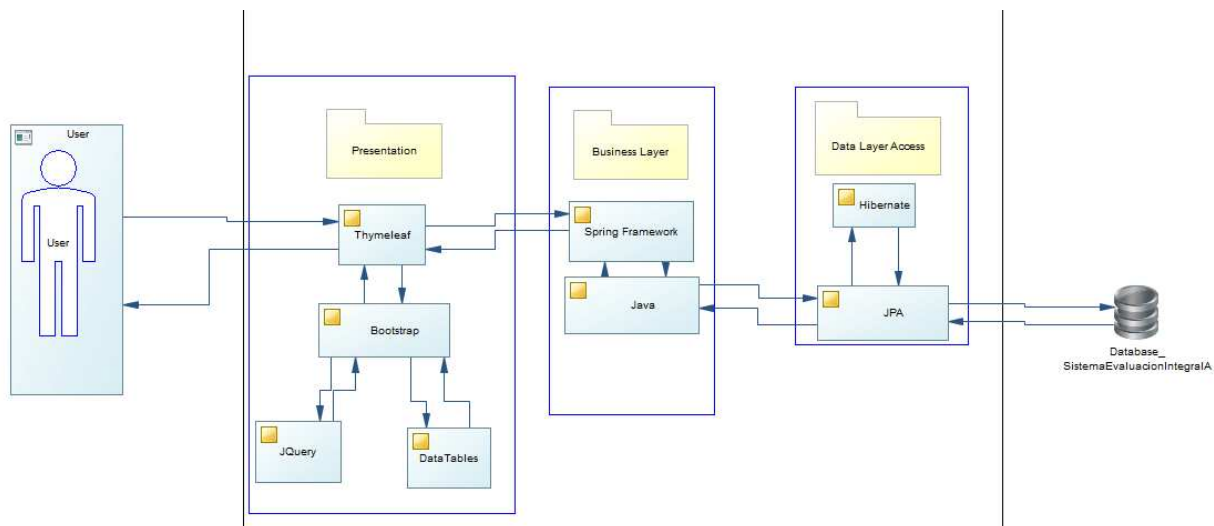 User
User
Presentation
Thymeleaf
Bootstrap
JQuery
DataTables
Business Layer
Spring Framework
Java
Data Layer Access
Hibernate
JPA
Database_
SistemaEvaluacionIntegralA